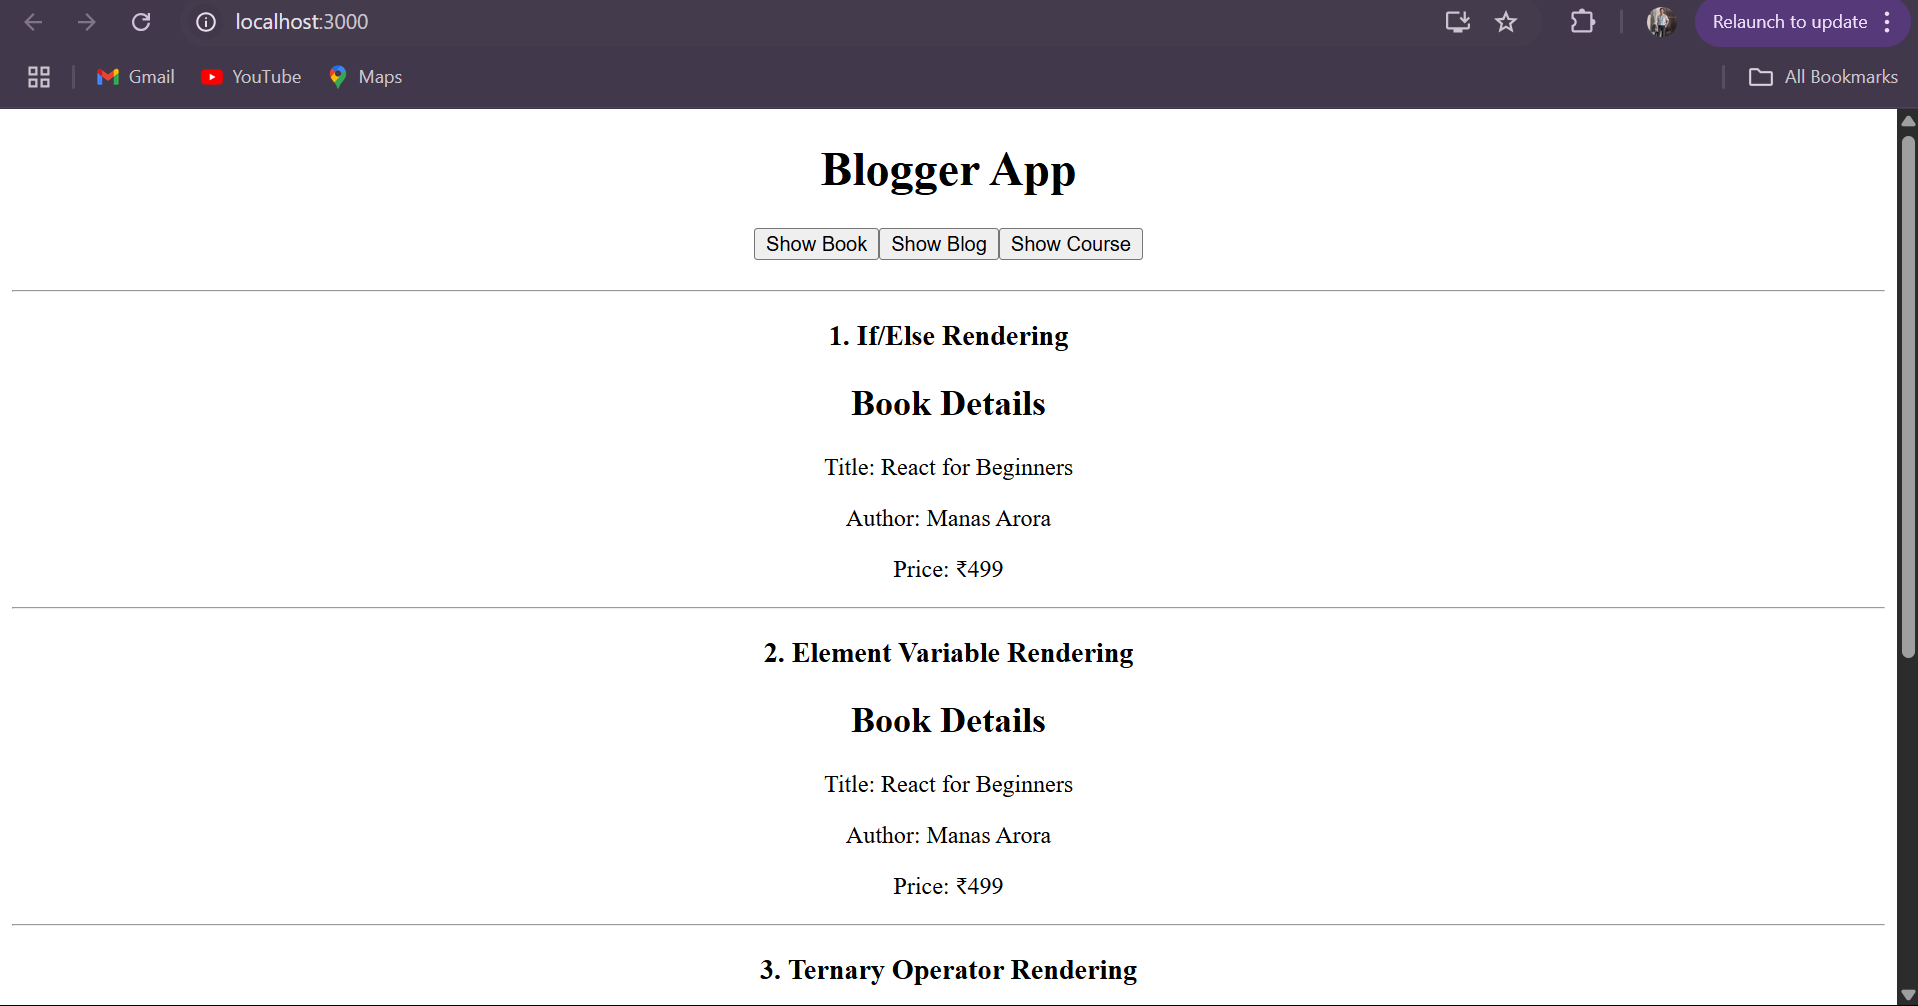 localhost:3000
Relaunch to update
Gmail YouTube Maps All Bookmarks
Blogger App
Show Book Show Blog Show Course
1. If/Else Rendering
Book Details
Title: React for Beginners
Author: Manas Arora
Price: ₹499
2. Element Variable Rendering
Book Details
Title: React for Beginners
Author: Manas Arora
Price: ₹499
3. Ternary Operator Rendering